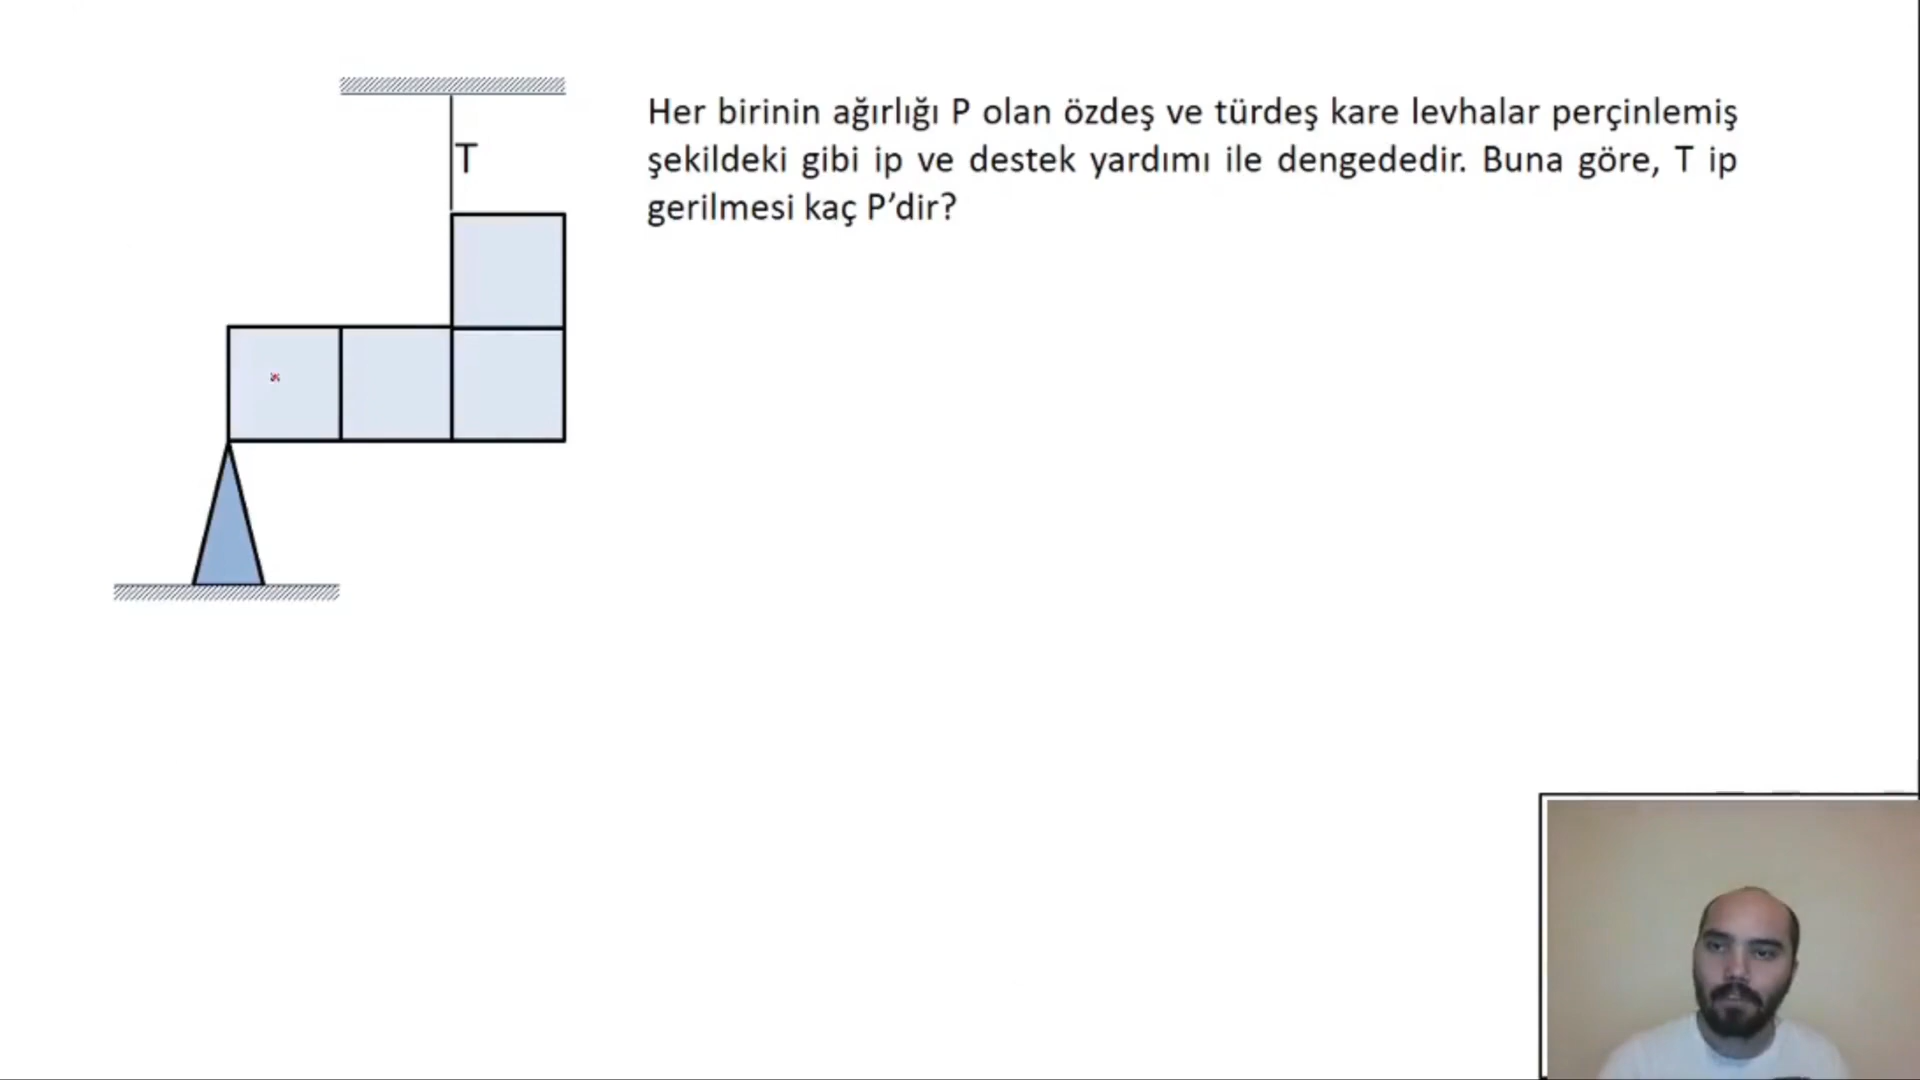 T
Her birinin ağırlığı P olan özdeş ve türdeş kare levhalar perçinlemiş
şekildeki gibi ip ve destek yardımı ile dengededir. Buna göre, T ip
gerilmesi kaç P’dir?